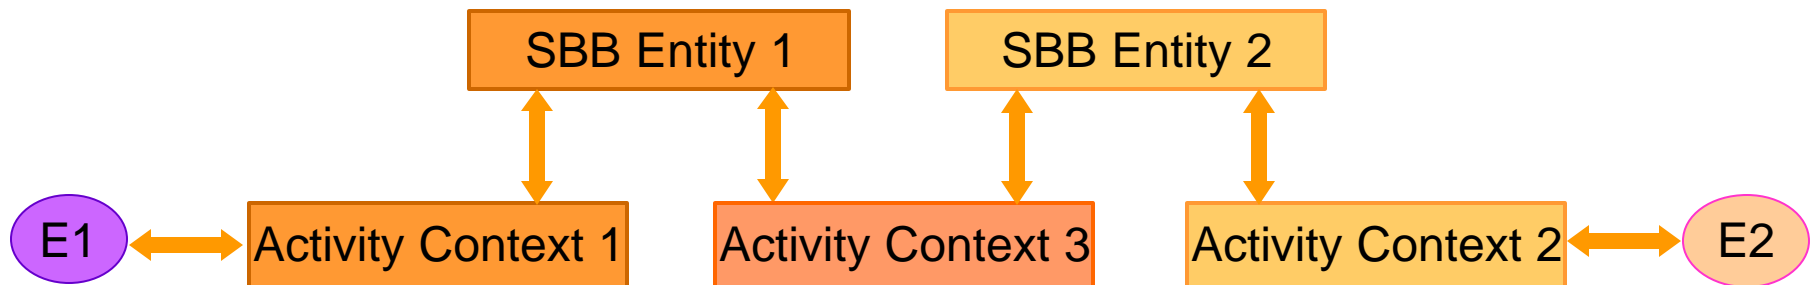 SBB Entity 1
SBB Entity 2
E1
Activity Context 1
Activity Context 3
Activity Context 2
E2